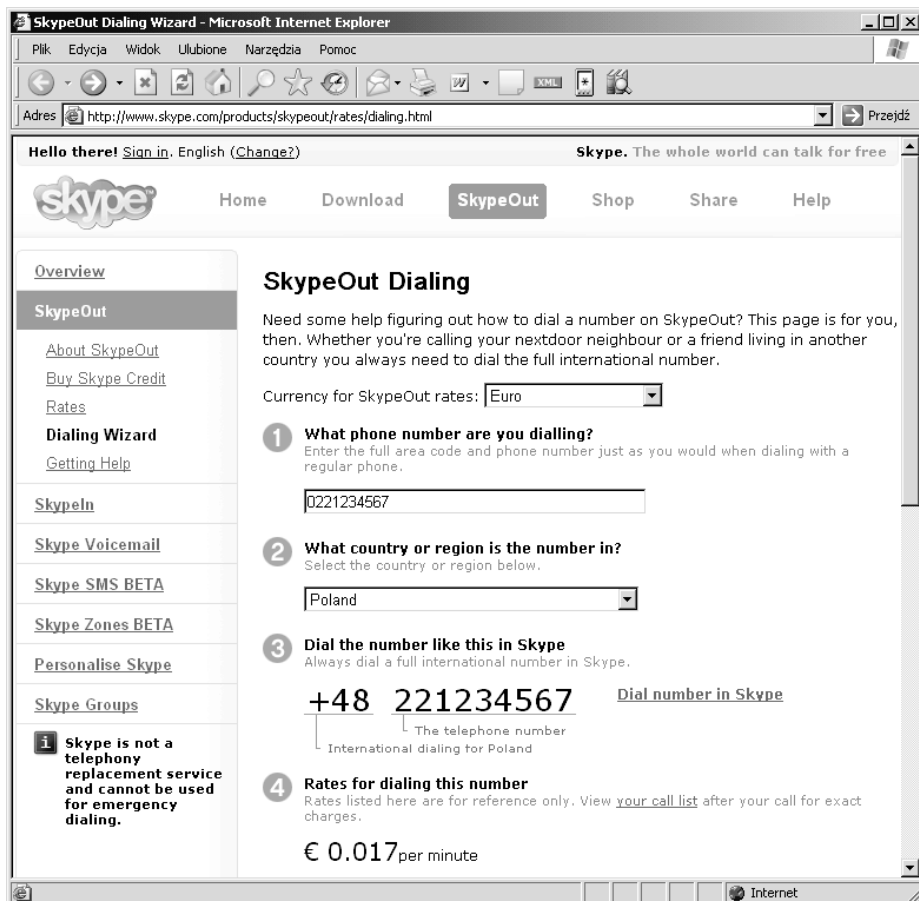 SkypeOut Dialing Wizard - Microsoft Internet Explorer
Plik Edycja Widok Ulubione Narzędzia Pomoc
W XML
Adres http://www.skype.com/products/skypeout/rates/dialing.html Przejdź
Hello there! Sign in. English (Change?) Skype. The whole world can talk for free
skype™ Home Download SkypeOut Shop Share Help
Overview
SkypeOut
About SkypeOut
Buy Skype Credit
Rates
Dialing Wizard
Getting Help
SkypeIn
Skype Voicemail
Skype SMS BETA
Skype Zones BETA
Personalise Skype
Skype Groups
i Skype is not a
telephony
replacement service
and cannot be used
for emergency
dialing.
SkypeOut Dialing
Need some help figuring out how to dial a number on SkypeOut? This page is for you,
then. Whether you're calling your nextdoor neighbour or a friend living in another
country you always need to dial the full international number.
Currency for SkypeOut rates: Euro
1 What phone number are you dialling?
Enter the full area code and phone number just as you would when dialing with a
regular phone.
0221234567
2 What country or region is the number in?
Select the country or region below.
Poland
3 Dial the number like this in Skype
Always dial a full international number in Skype.
+48 221234567 Dial number in Skype
The telephone number
International dialing for Poland
4 Rates for dialing this number
Rates listed here are for reference only. View your call list after your call for exact
charges.
€ 0.017 per minute
Internet